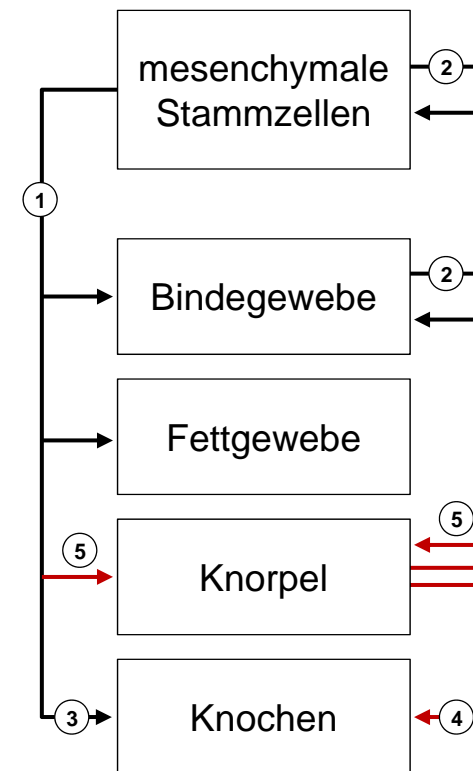 mesenchymale
Stammzellen
2
1
Bindegewebe
2
Fettgewebe
5
5
Knorpel
3
Knochen
4